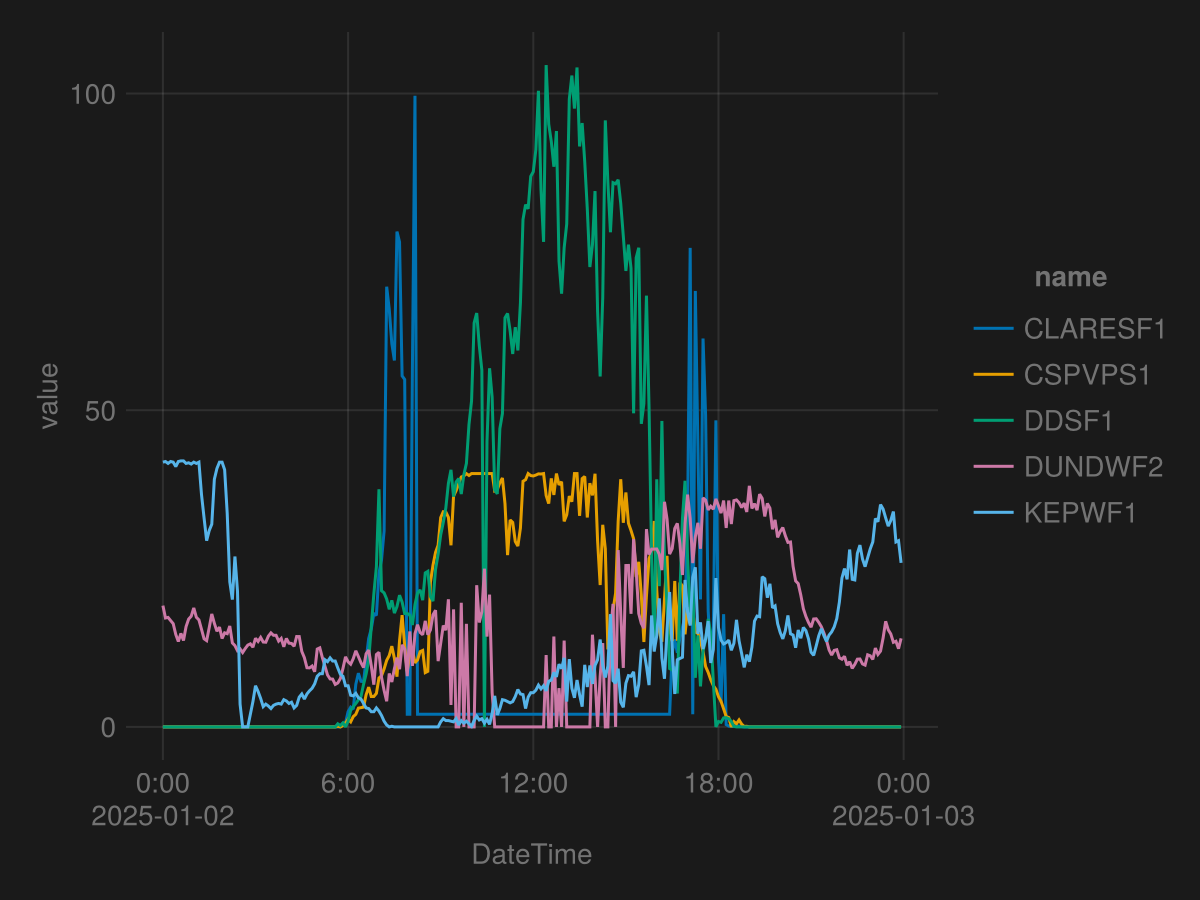 100
50
0
value
0:00
6:00
12:00
18:00
0:00
2025-01-02
2025-01-03
DateTime
name
CLARESF1
CSPVPS1
DDSF1
DUNDWF2
KEPWF1